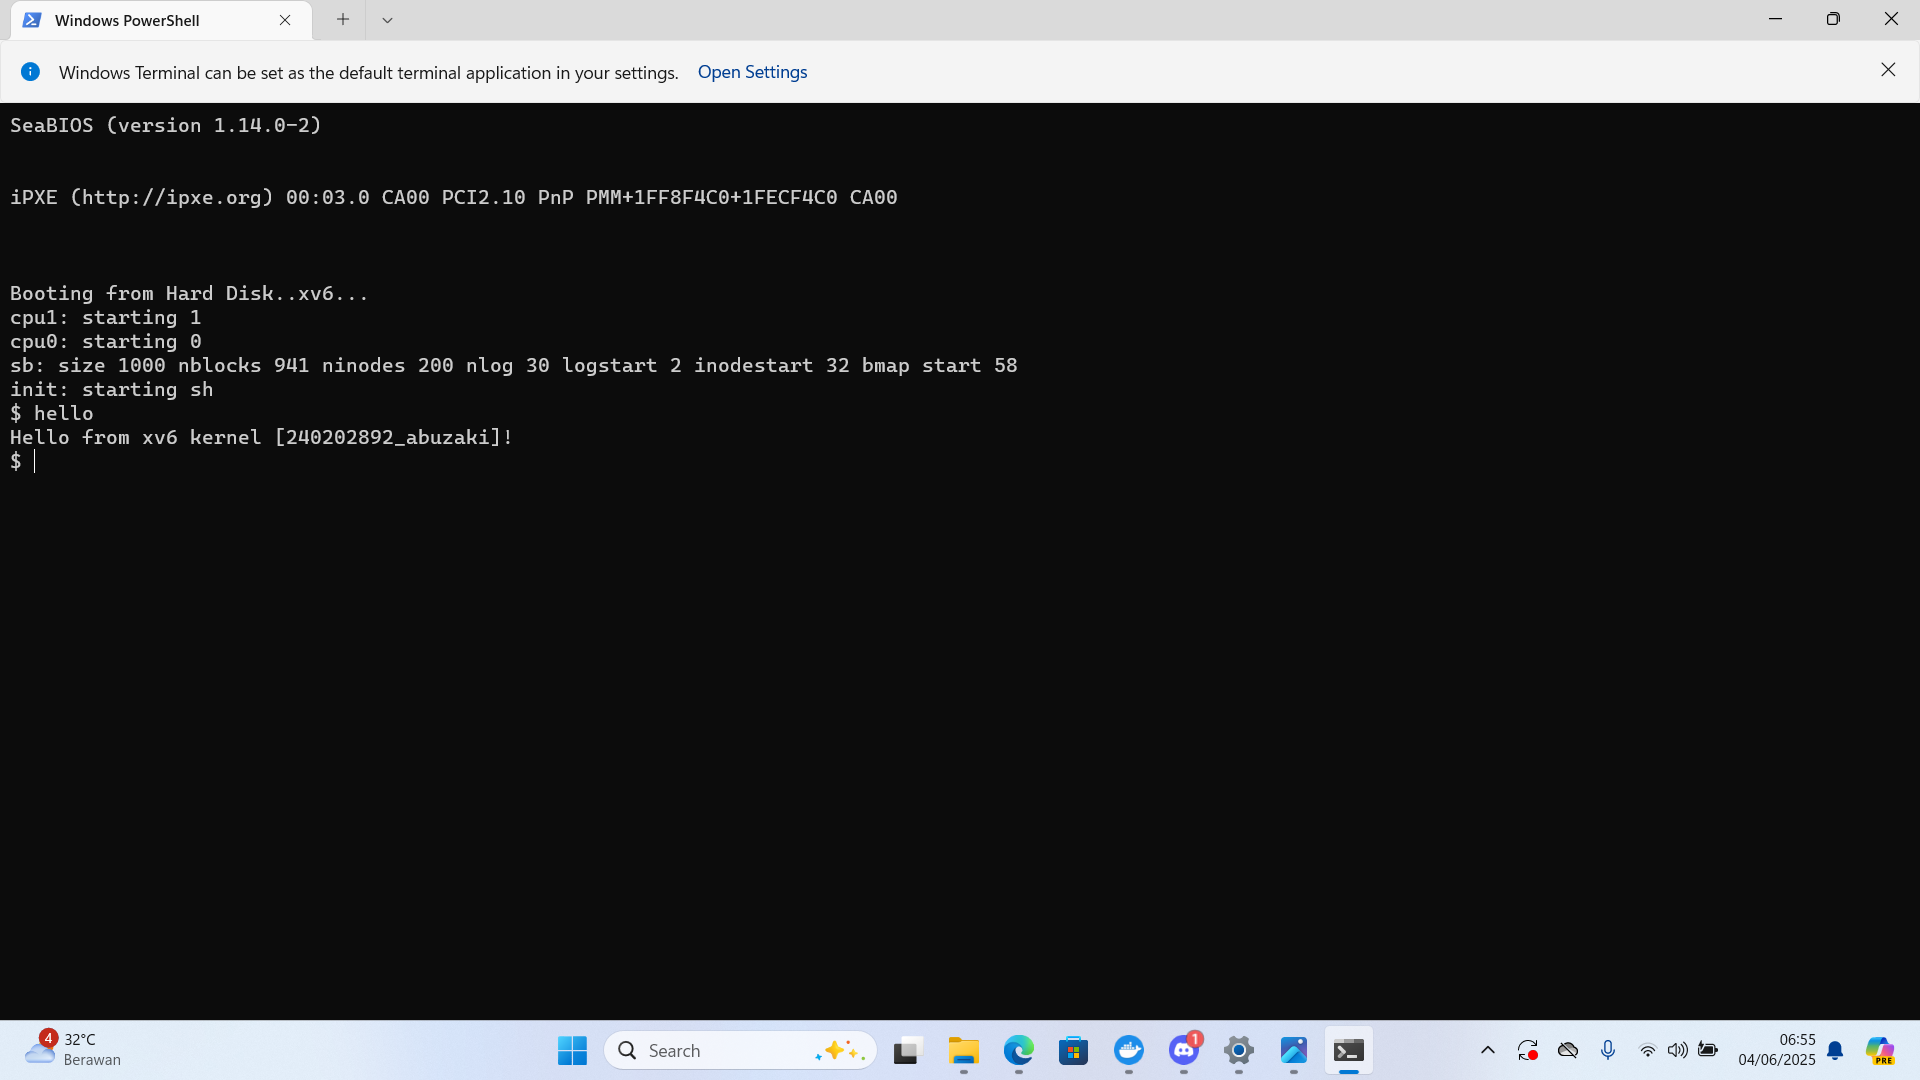 Windows PowerShell
Windows Terminal can be set as the default terminal application in your settings. Open Settings
SeaBIOS (version 1.14.0-2)
iPXE (http://ipxe.org) 00:03.0 CA00 PCI2.10 PnP PMM+1FF8F4C0+1FECF4C0 CA00
Booting from Hard Disk..xv6...
cpu1: starting 1
cpu0: starting 0
sb: size 1000 nblocks 941 ninodes 200 nlog 30 logstart 2 inodestart 32 bmap start 58
init: starting sh
$ hello
Hello from xv6 kernel [240202892_abuzaki]!
$
4
32°C
Berawan
Search
1
06:55
04/06/2025
PRE